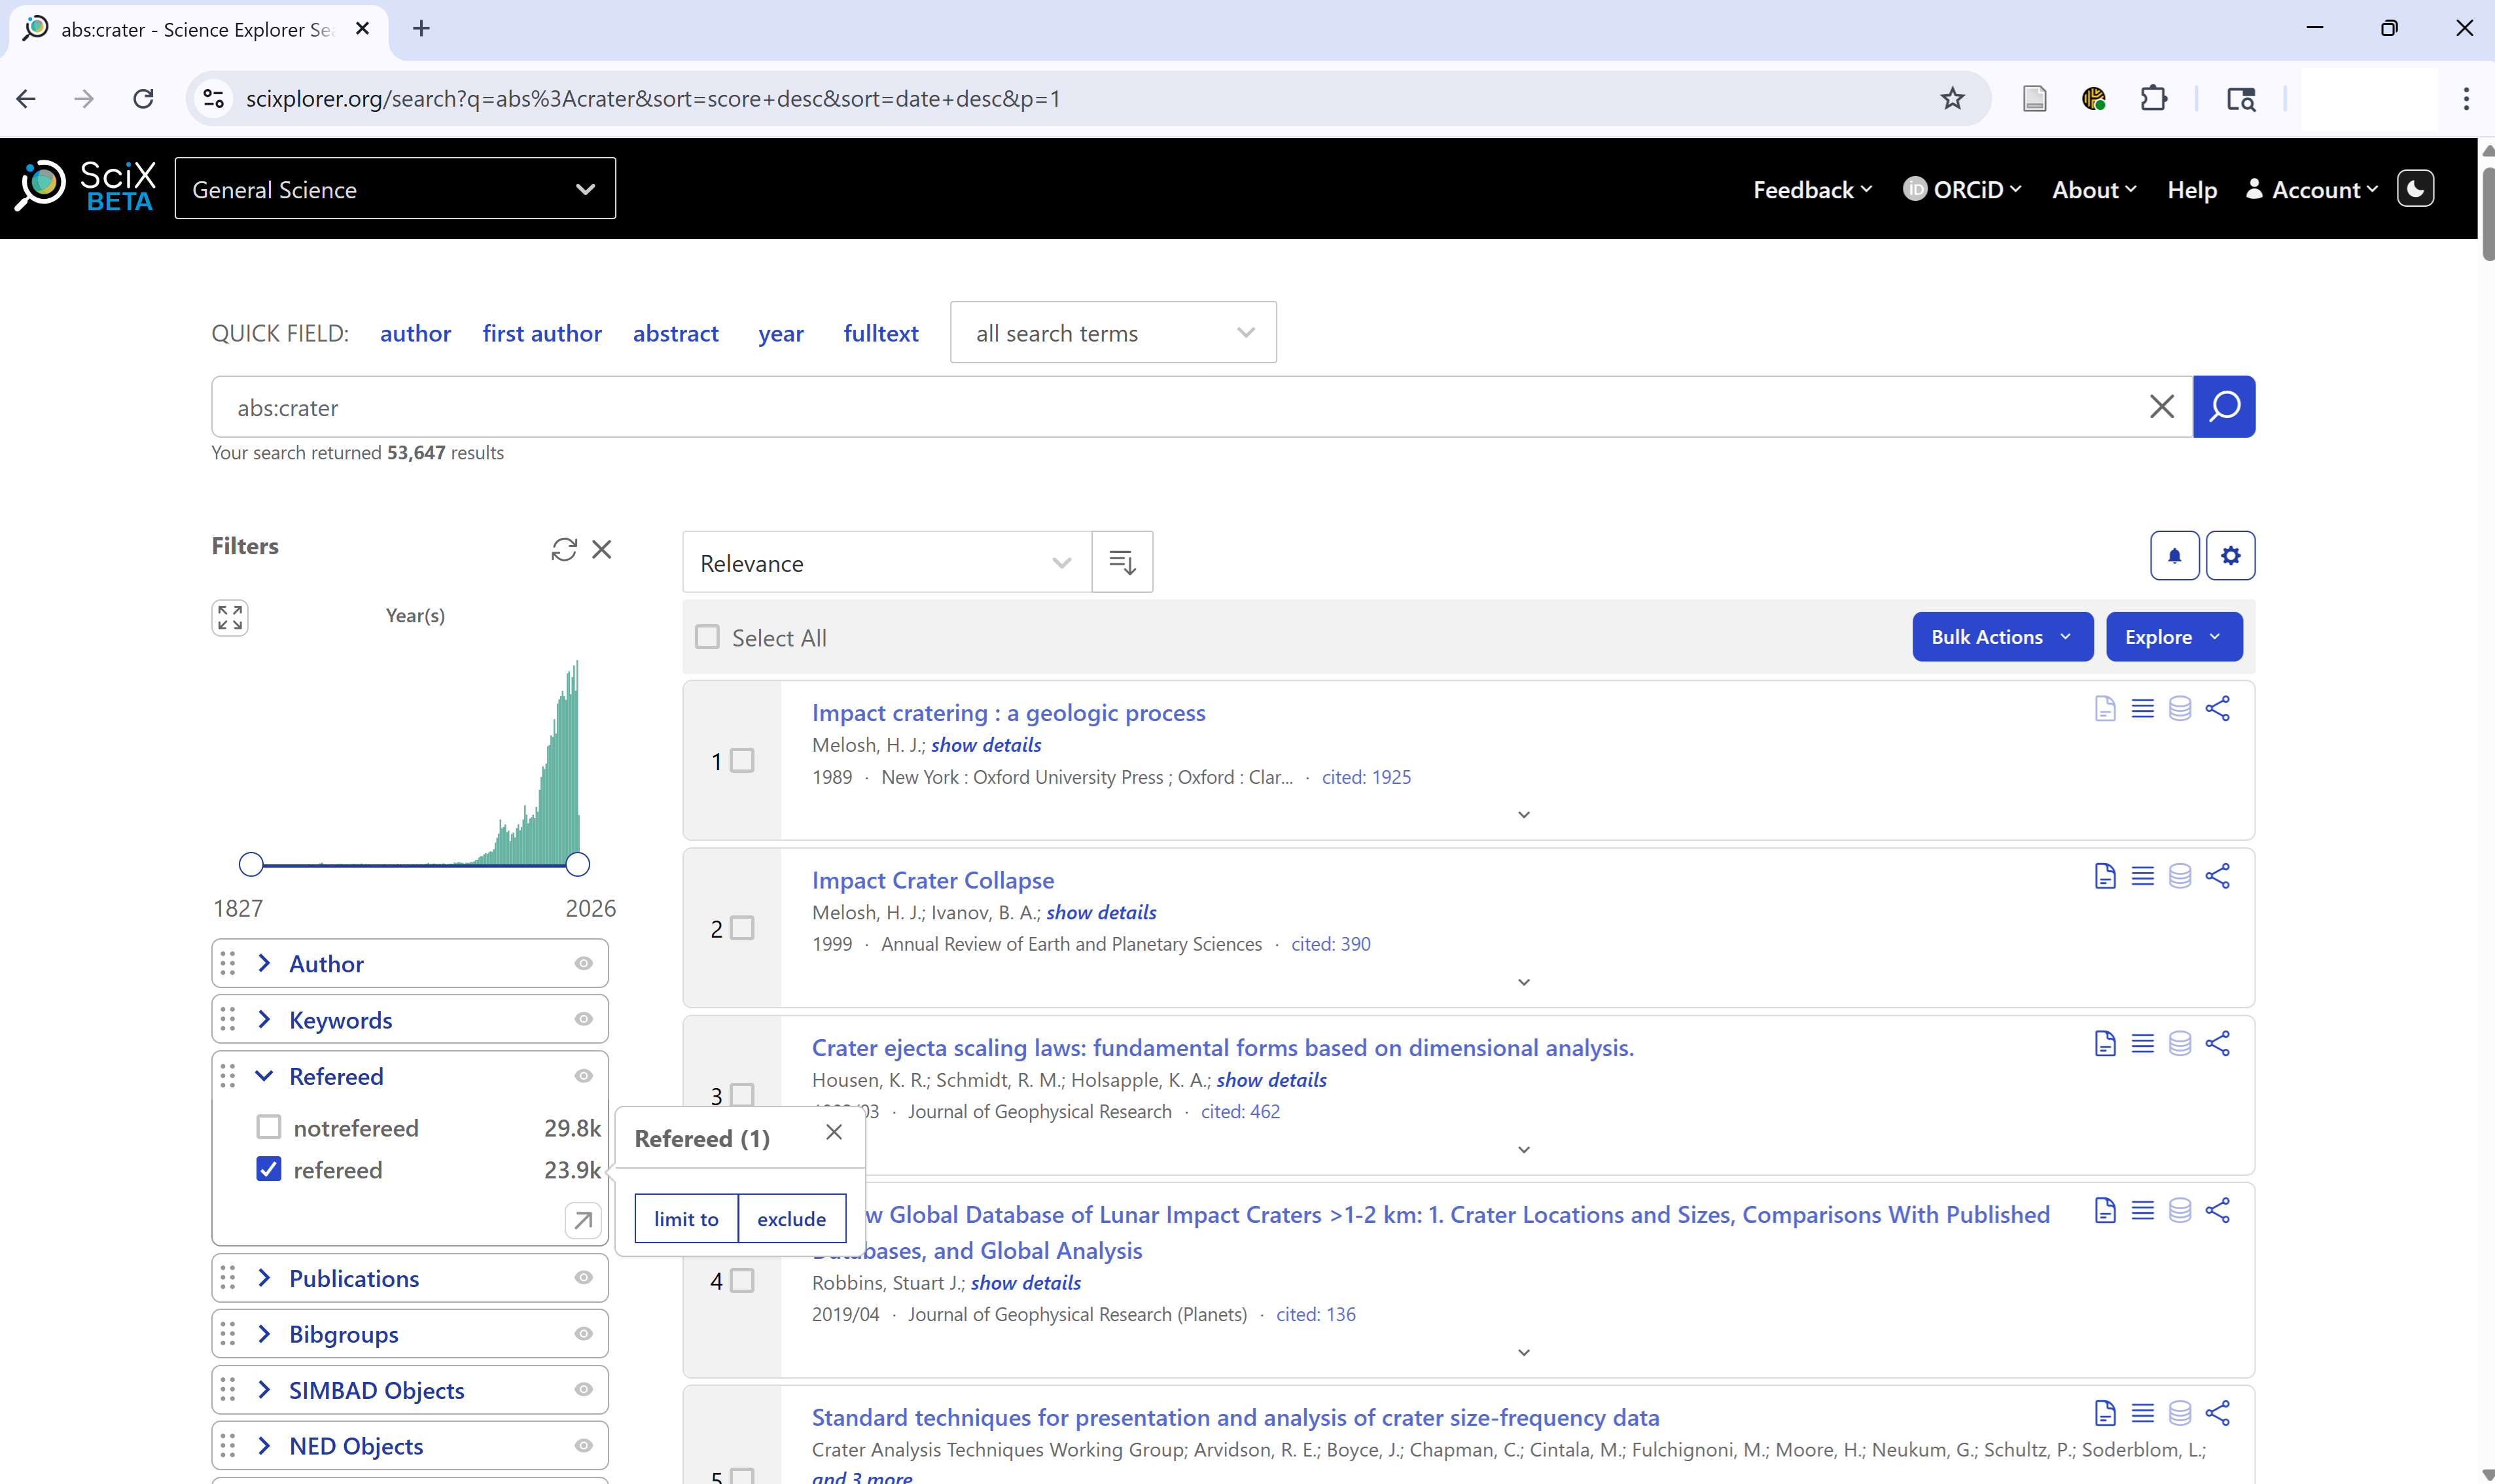 abs:crater - Science Explorer Se
scixplorer.org/search?q=abs%3Acrater&sort=score+desc&sort=date+desc&p=1
SciX
BETA
General Science
Feedback
iD ORCiD
About
Help
Account
QUICK FIELD: author first author abstract year fulltext all search terms
abs:crater
Your search returned 53,647 results
Filters
Year(s)
1827 2026
Author
Keywords
Refereed
notrefereed 29.8k
refereed 23.9k
Refereed (1)
limit to exclude
Publications
Bibgroups
SIMBAD Objects
NED Objects
Relevance
Select All
Bulk Actions
Explore
1
Impact cratering : a geologic process
Melosh, H. J.; show details
1989 · New York : Oxford University Press ; Oxford : Clar... · cited: 1925
2
Impact Crater Collapse
Melosh, H. J.; Ivanov, B. A.; show details
1999 · Annual Review of Earth and Planetary Sciences · cited: 390
3
Crater ejecta scaling laws: fundamental forms based on dimensional analysis.
Housen, K. R.; Schmidt, R. M.; Holsapple, K. A.; show details
03 · Journal of Geophysical Research · cited: 462
4
w Global Database of Lunar Impact Craters >1-2 km: 1. Crater Locations and Sizes, Comparisons With Published
bases, and Global Analysis
Robbins, Stuart J.; show details
2019/04 · Journal of Geophysical Research (Planets) · cited: 136
5
Standard techniques for presentation and analysis of crater size-frequency data
Crater Analysis Techniques Working Group; Arvidson, R. E.; Boyce, J.; Chapman, C.; Cintala, M.; Fulchignoni, M.; Moore, H.; Neukum, G.; Schultz, P.; Soderblom, L.;
and 3 more